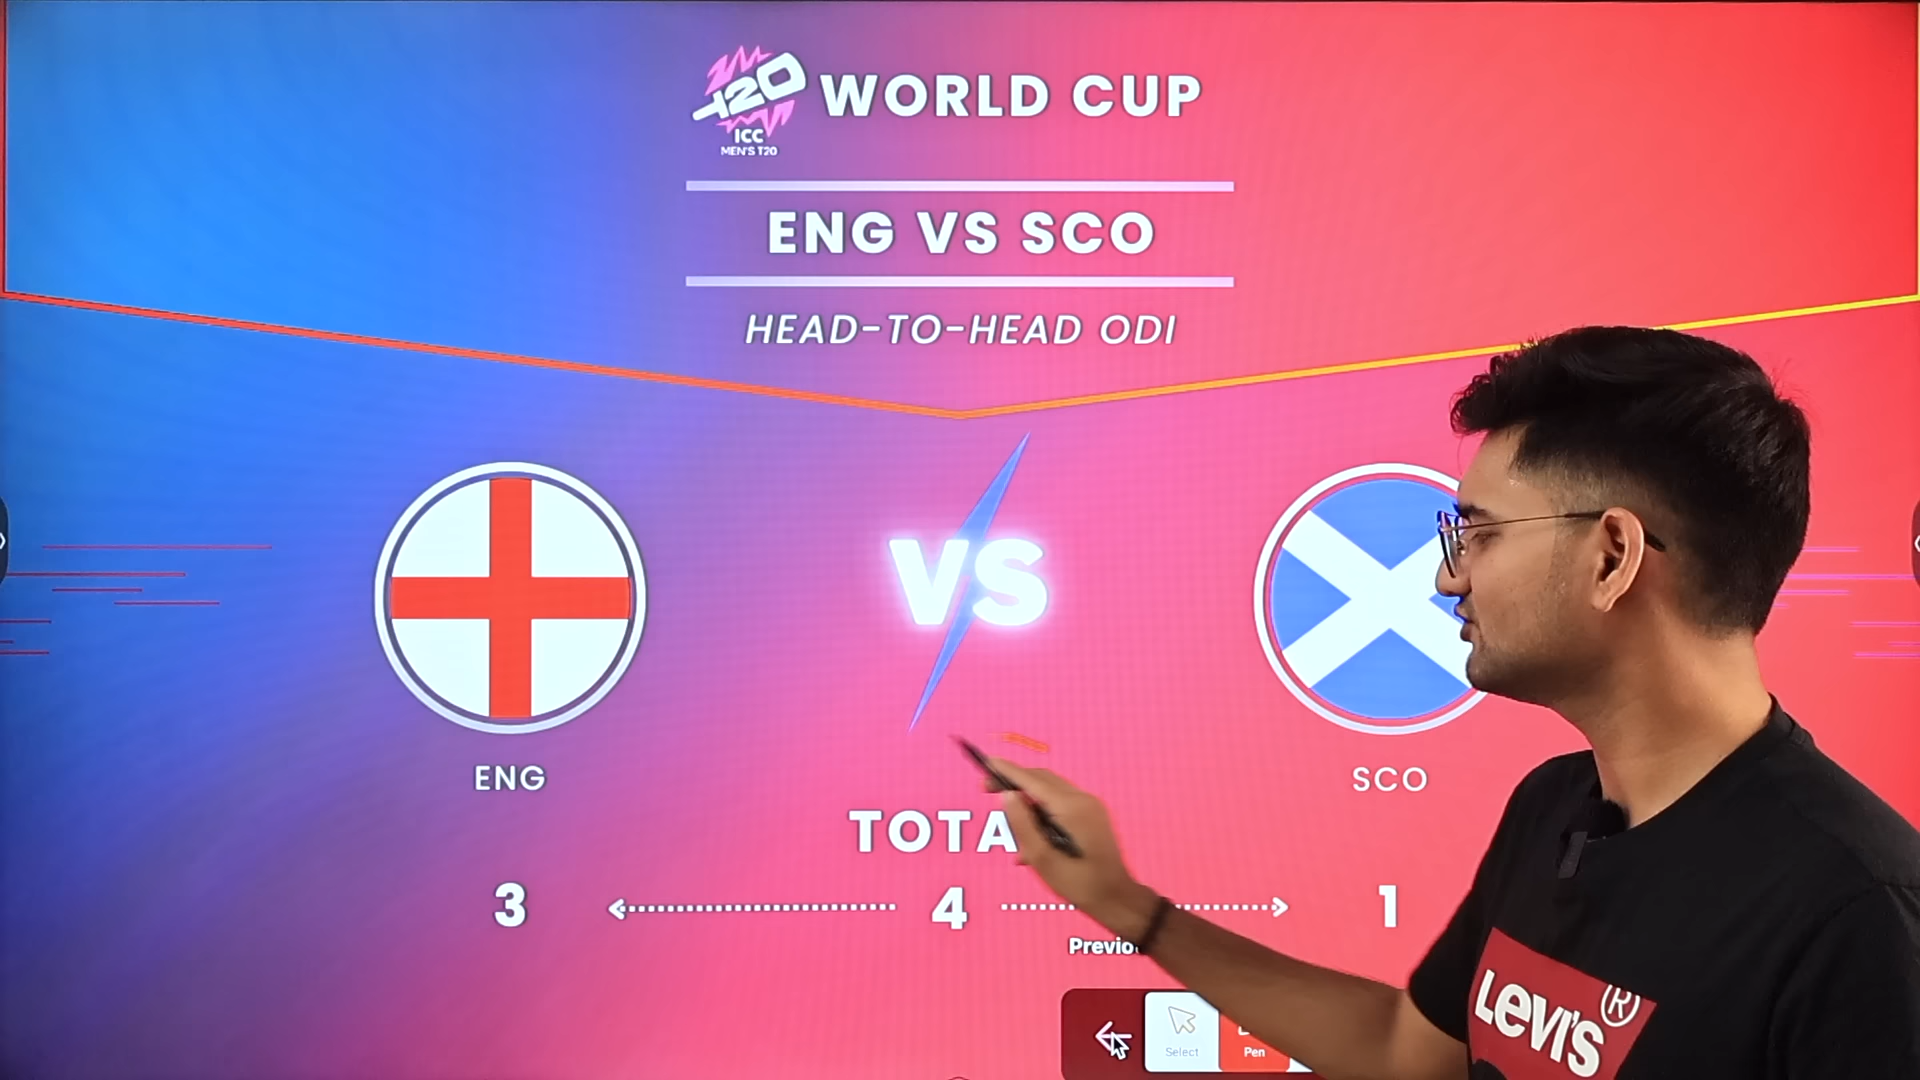 T20 WORLD CUP
ICC
MEN'S T20
ENG VS SCO
HEAD-TO-HEAD ODI
VS
ENG
SCO
TOTA
3
4
1
Previo
Select
Pen
LEVI'S ®